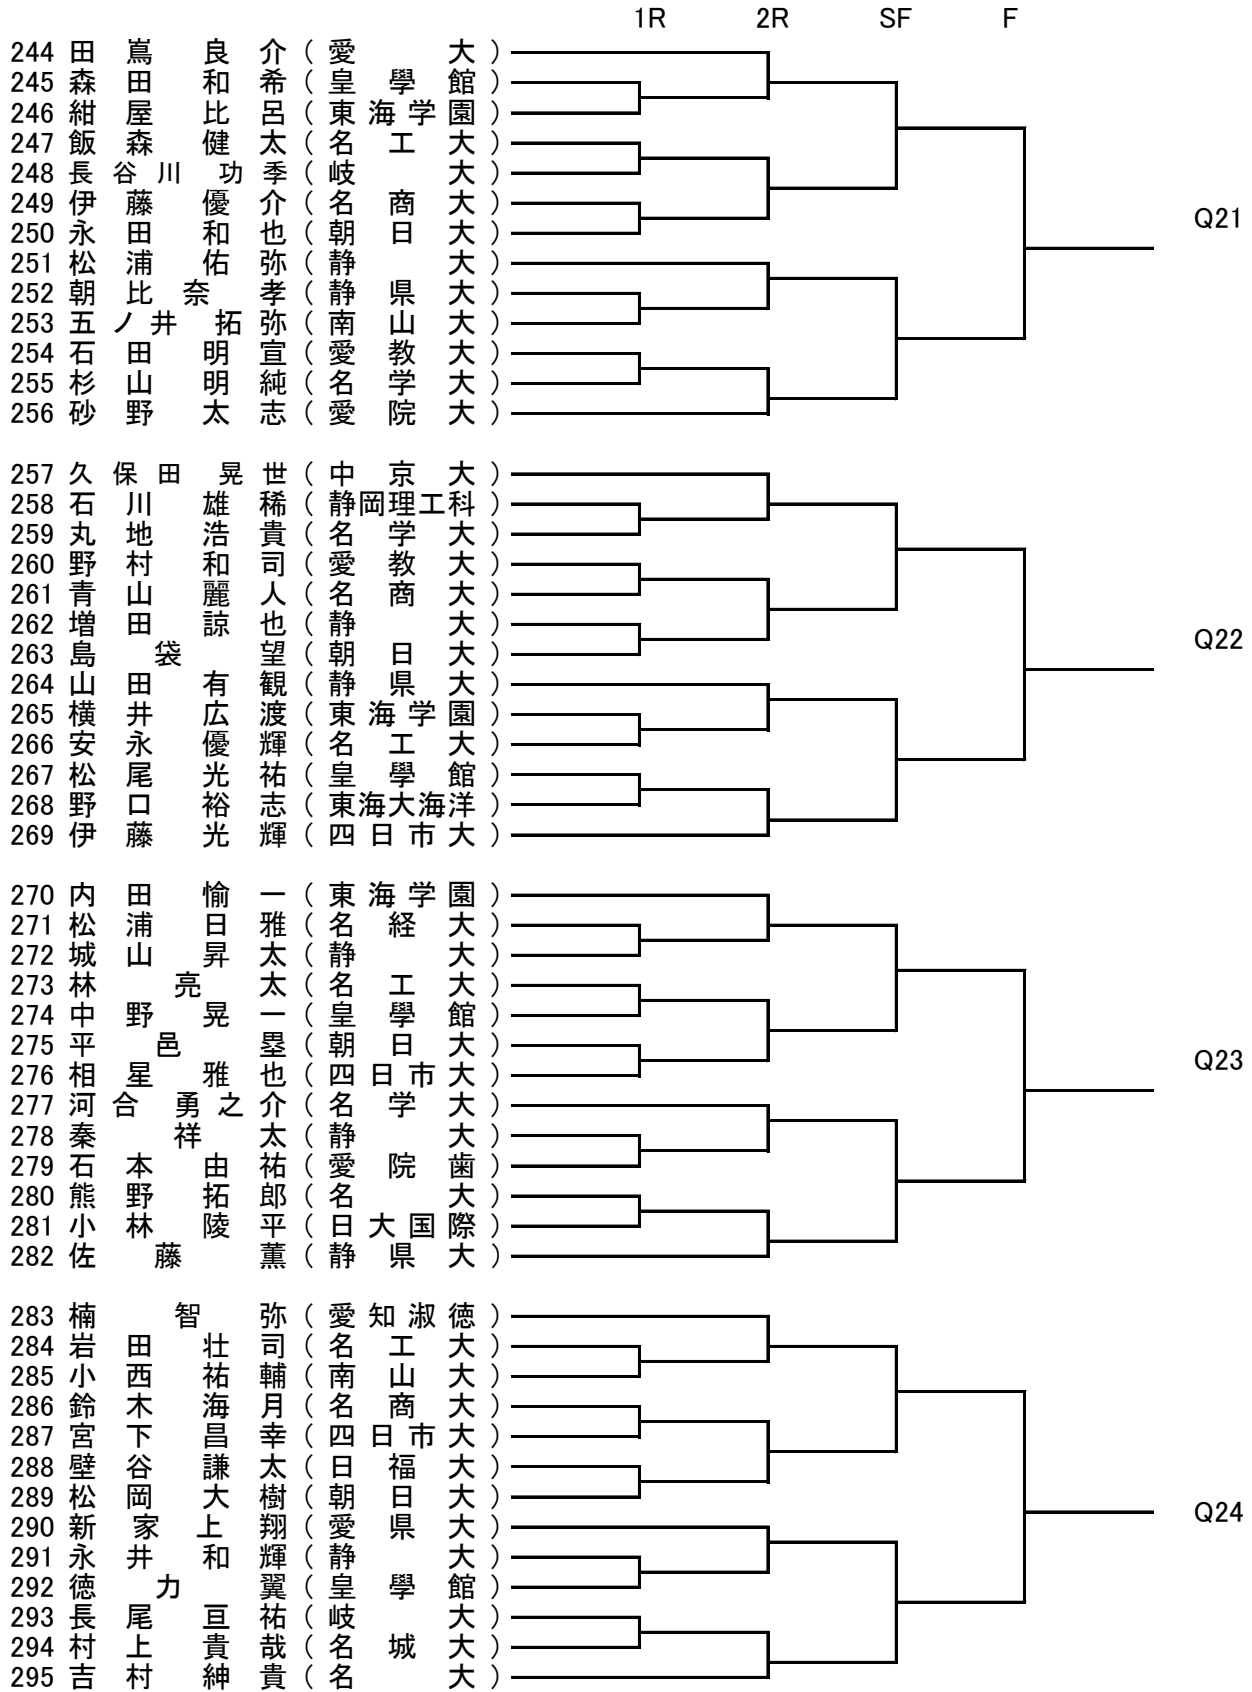 1R 2R SF F
244 田嶌良介（愛大）
245 森田和希（皇學館）
246 紺屋比呂（東海学園）
247 飯森健太（名工大）
248 長谷川功季（岐大）
249 伊藤優介（名商大）
250 永田和也（朝日大）
Q21
251 松浦佑弥（静大）
252 朝比奈孝（静県大）
253 五ノ井拓弥（南山大）
254 石田明宣（愛教大）
255 杉山明純（名学大）
256 砂野太志（愛院大）
257 久保田晃世（中京大）
258 石川雄稀（静岡理工科）
259 丸地浩貴（名学大）
260 野村和司（愛教大）
261 青山麗人（名商大）
262 増田諒也（静大）
263 島袋望（朝日大）
Q22
264 山田有観（静県大）
265 横井広渡（東海学園）
266 安永優輝（名工大）
267 松尾光祐（皇學館）
268 野口裕志（東海大海洋）
269 伊藤光輝（四日市大）
270 内田愉一（東海学園）
271 松浦日雅（名経大）
272 城山昇太（静大）
273 林亮太（名工大）
274 中野晃一（皇學館）
275 平邑塁（朝日大）
276 相星雅也（四日市大）
Q23
277 河合勇之介（名学大）
278 秦祥太（静大）
279 石本由祐（愛院歯）
280 熊野拓郎（名大）
281 小林陵平（日大国際）
282 佐藤薫（静県大）
283 楠智弥（愛知淑徳）
284 岩田壮司（名工大）
285 小西祐輔（南山大）
286 鈴木海月（名商大）
287 宮下昌幸（四日市大）
288 壁谷謙太（日福大）
289 松岡大樹（朝日大）
Q24
290 新家上翔（愛県大）
291 永井和輝（静大）
292 徳力翼（皇學館）
293 長尾亘祐（岐大）
294 村上貴哉（名城大）
295 吉村紳貴（名大）